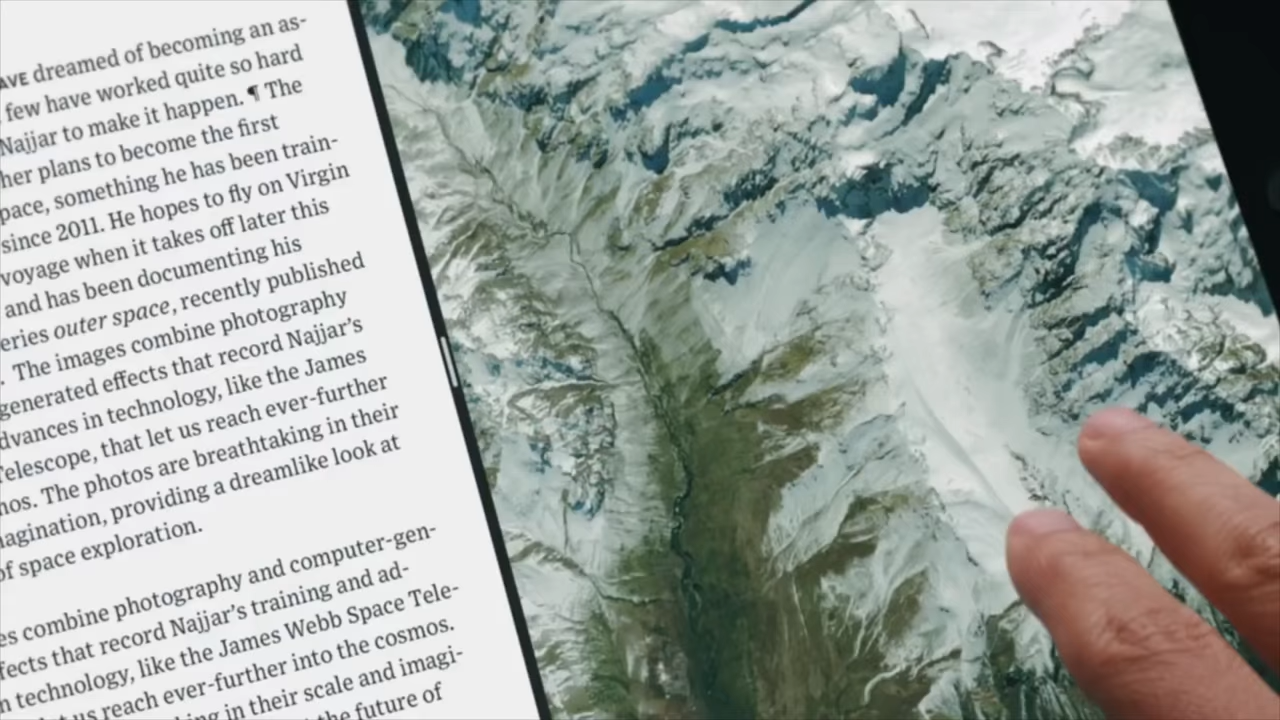 AVE dreamed of becoming an as-
few have worked quite so hard
Najjar to make it happen. ¶ The
her plans to become the first
pace, something he has been train-
since 2011. He hopes to fly on Virgin
voyage when it takes off later this
and has been documenting his
eries outer space, recently published
. The images combine photography
generated effects that record Najjar's
dvances in technology, like the James
Telescope, that let us reach ever-further
mos. The photos are breathtaking in their
magination, providing a dreamlike look at
of space exploration.
es combine photography and computer-gen-
fects that record Najjar's training and ad-
n technology, like the James Webb Space Tele-
us reach ever-further into the cosmos.
king in their scale and imagi-
the future of